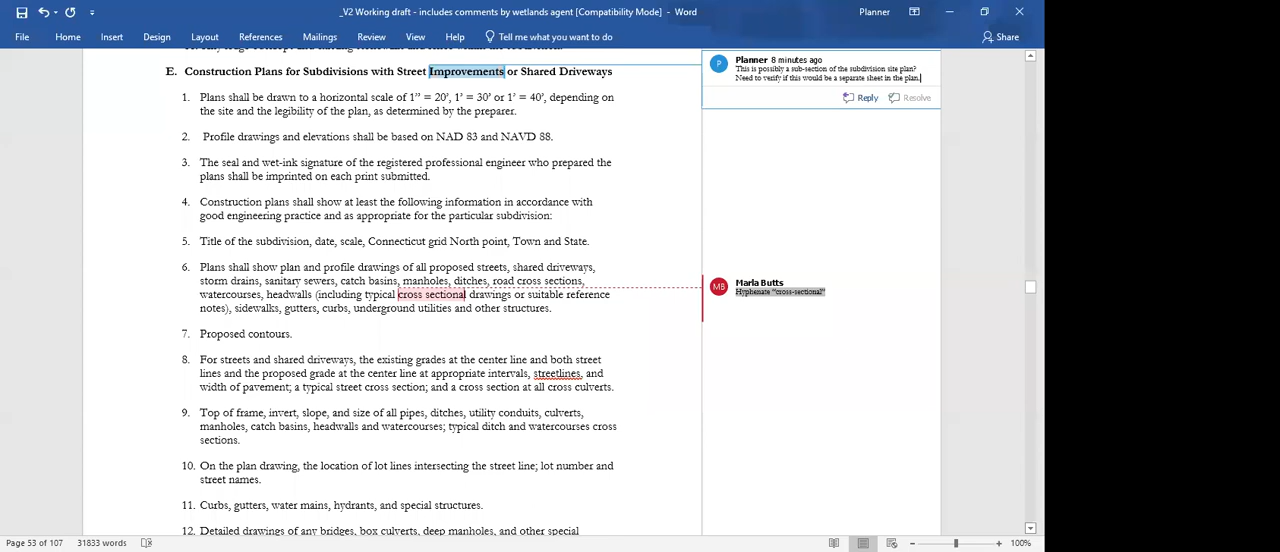 _V2 Working draft - includes comments by wetlands agent [Compatibility Mode] - Word
Planner
File Home Insert Design Layout References Mailings Review View Help Tell me what you want to do
Share
E. Construction Plans for Subdivisions with Street Improvements or Shared Driveways
1. Plans shall be drawn to a horizontal scale of 1" = 20', 1' = 30' or 1' = 40', depending on
the site and the legibility of the plan, as determined by the preparer.
2. Profile drawings and elevations shall be based on NAD 83 and NAVD 88.
3. The seal and wet-ink signature of the registered professional engineer who prepared the
plans shall be imprinted on each print submitted.
4. Construction plans shall show at least the following information in accordance with
good engineering practice and as appropriate for the particular subdivision:
5. Title of the subdivision, date, scale, Connecticut grid North point, Town and State.
6. Plans shall show plan and profile drawings of all proposed streets, shared driveways,
storm drains, sanitary sewers, catch basins, manholes, ditches, road cross sections,
watercourses, headwalls (including typical cross sectional drawings or suitable reference
notes), sidewalks, gutters, curbs, underground utilities and other structures.
7. Proposed contours.
8. For streets and shared driveways, the existing grades at the center line and both street
lines and the proposed grade at the center line at appropriate intervals, streetlines, and
width of pavement; a typical street cross section; and a cross section at all cross culverts.
9. Top of frame, invert, slope, and size of all pipes, ditches, utility conduits, culverts,
manholes, catch basins, headwalls and watercourses; typical ditch and watercourses cross
sections.
10. On the plan drawing, the location of lot lines intersecting the street line; lot number and
street names.
11. Curbs, gutters, water mains, hydrants, and special structures.
12. Detailed drawings of any bridges, box culverts, deep manholes, and other special
P
Planner 8 minutes ago
This is possibly a sub-section of the subdivision site plan?
Need to verify if this would be a separate sheet in the plan.
Reply Resolve
MB
Marla Butts
Hyphenate "cross-sectional"
Page 53 of 107 31833 words
100%